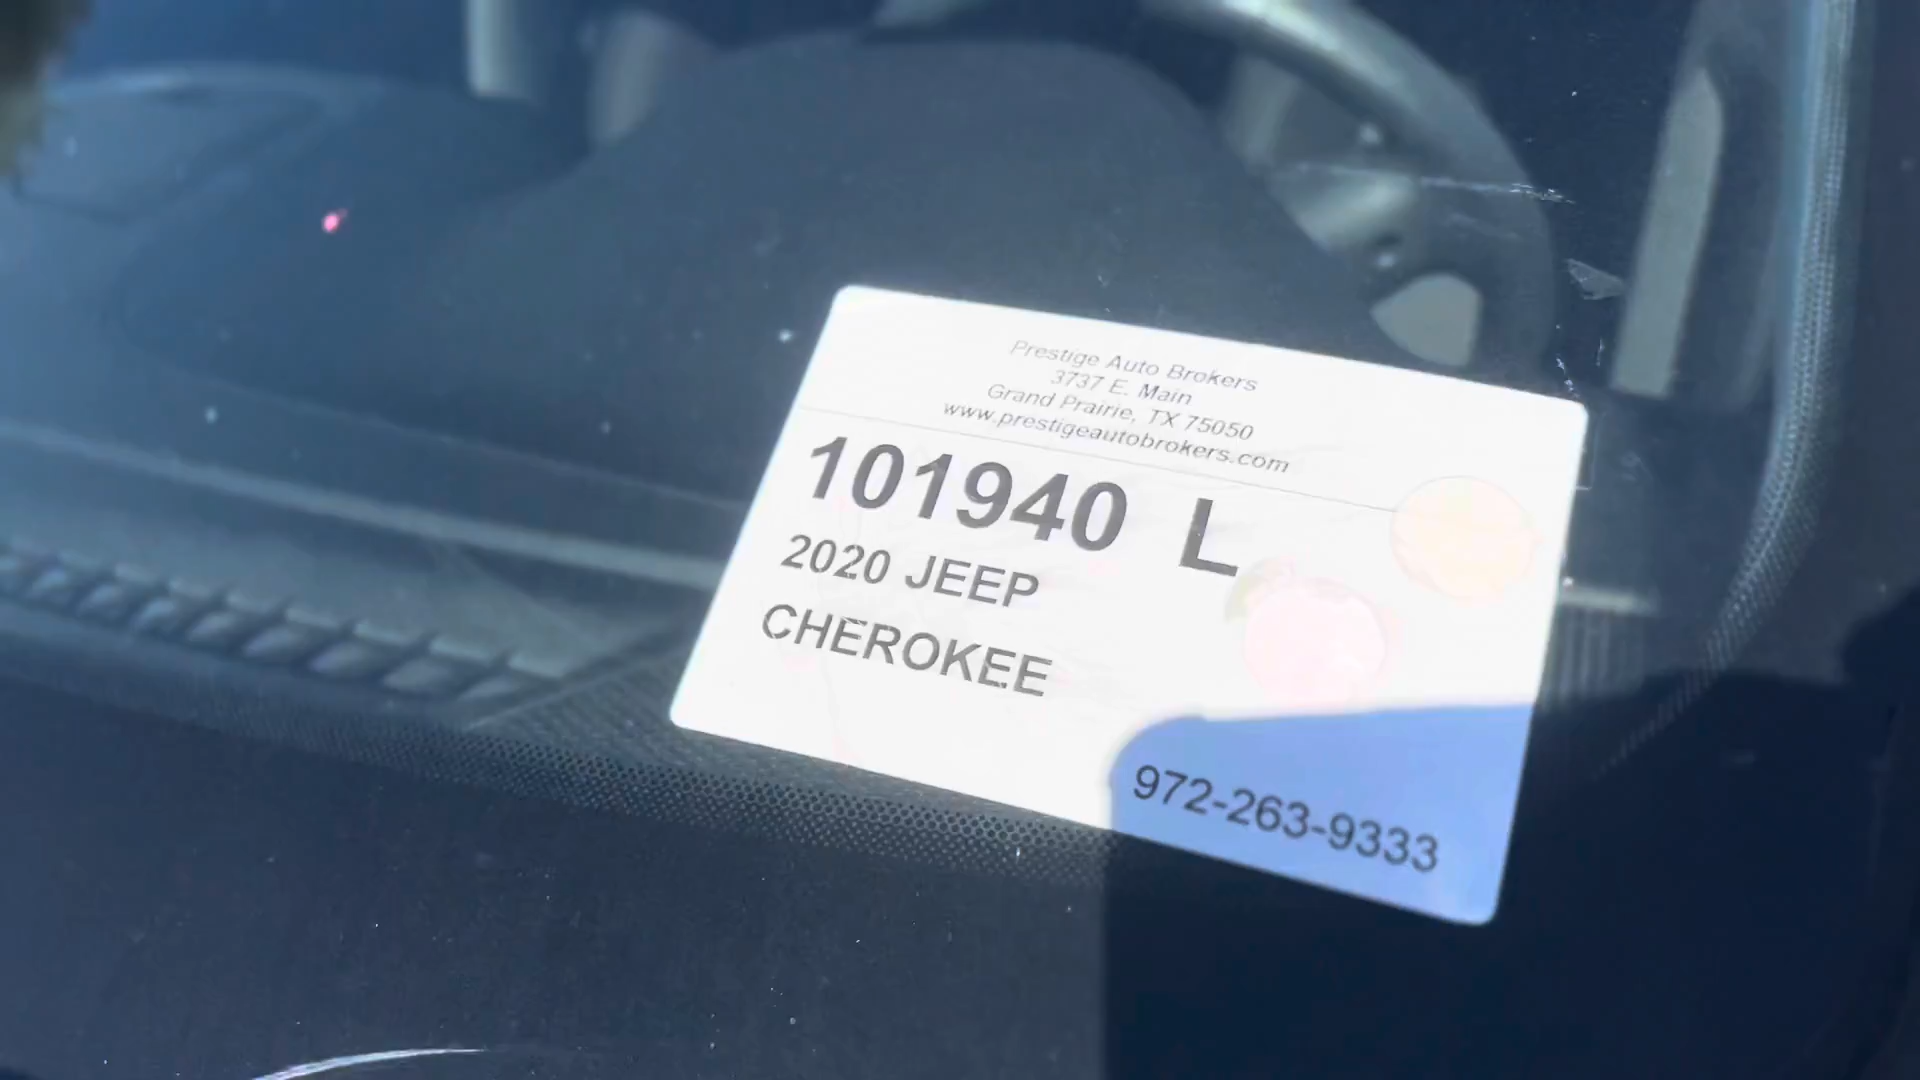 Prestige Auto Brokers
3737 E. Main
Grand Prairie, TX 75050
www.prestigeautobrokers.com
101940 L
2020 JEEP
CHEROKEE
972-263-9333